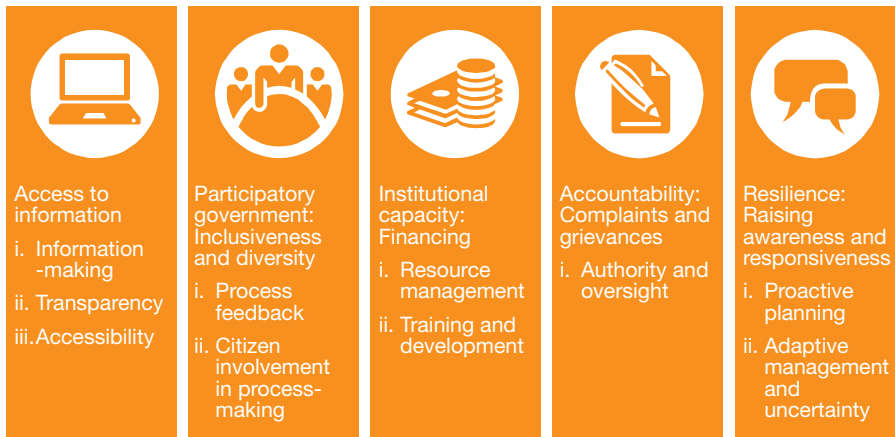 Access to
information
i. Information
-making
ii. Transparency
iii.Accessibility
Participatory
government:
Inclusiveness
and diversity
i. Process
feedback
ii. Citizen
involvement
in process-
making
Institutional
capacity:
Financing
i. Resource
management
ii. Training and
development
Accountability:
Complaints and
grievances
i. Authority and
oversight
Resilience:
Raising
awareness and
responsiveness
i. Proactive
planning
ii. Adaptive
management
and
uncertainty